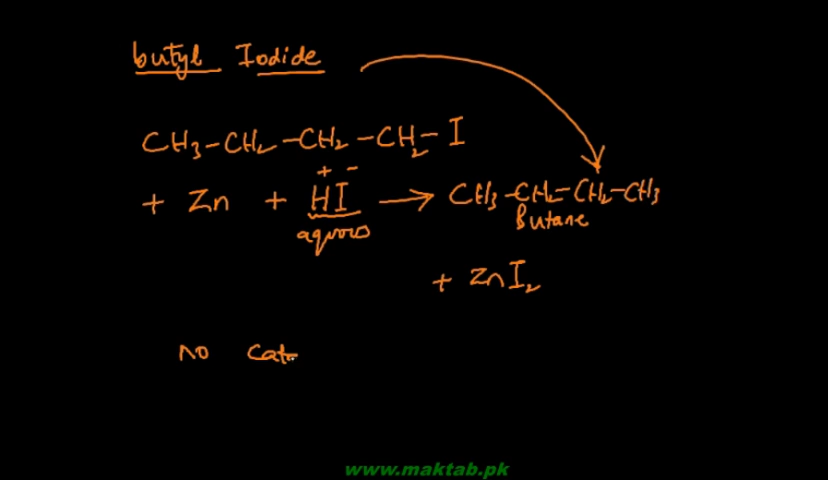 butyl Iodide
CH3-CH2-CH2-CH2-I
+ -
+ Zn + HI → CH3-CH2-CH2-CH3
aquous Butane
+ ZnI2
no Cat
www.maktab.pk